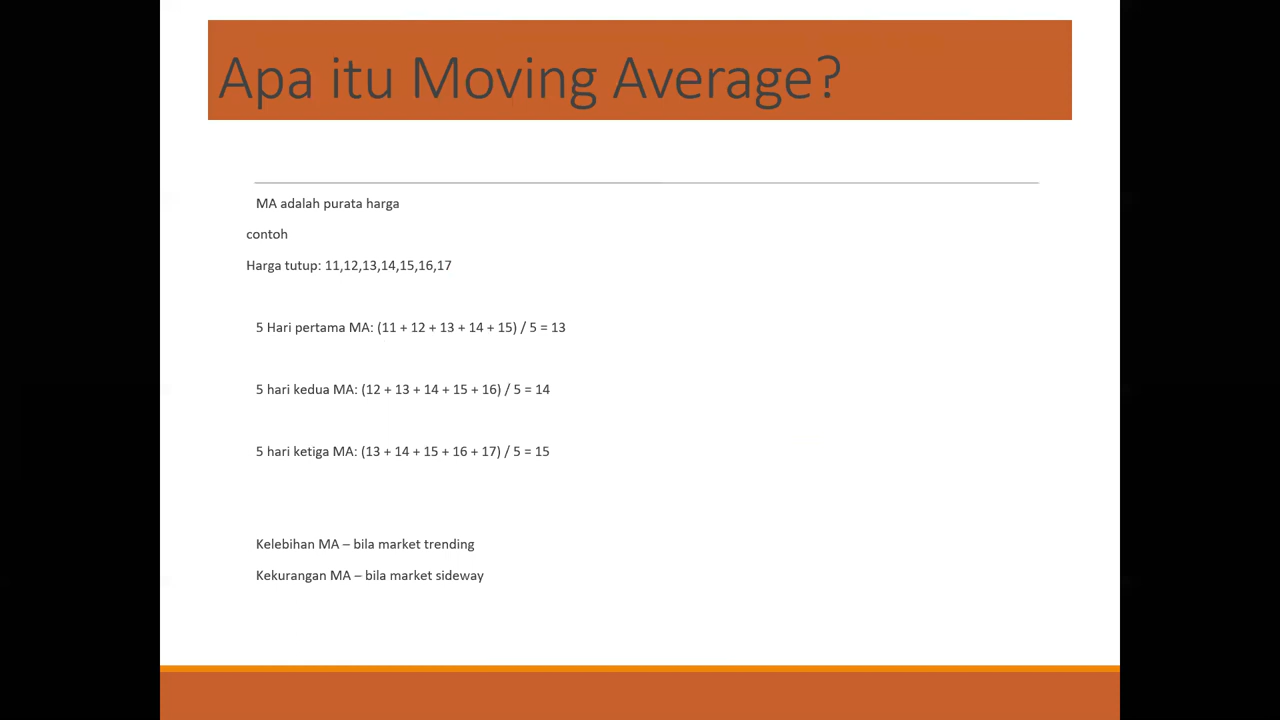 Apa itu Moving Average?
MA adalah purata harga
contoh
Harga tutup: 11,12,13,14,15,16,17
5 Hari pertama MA: (11 + 12 + 13 + 14 + 15) / 5 = 13
5 hari kedua MA: (12 + 13 + 14 + 15 + 16) / 5 = 14
5 hari ketiga MA: (13 + 14 + 15 + 16 + 17) / 5 = 15
Kelebihan MA – bila market trending
Kekurangan MA – bila market sideway